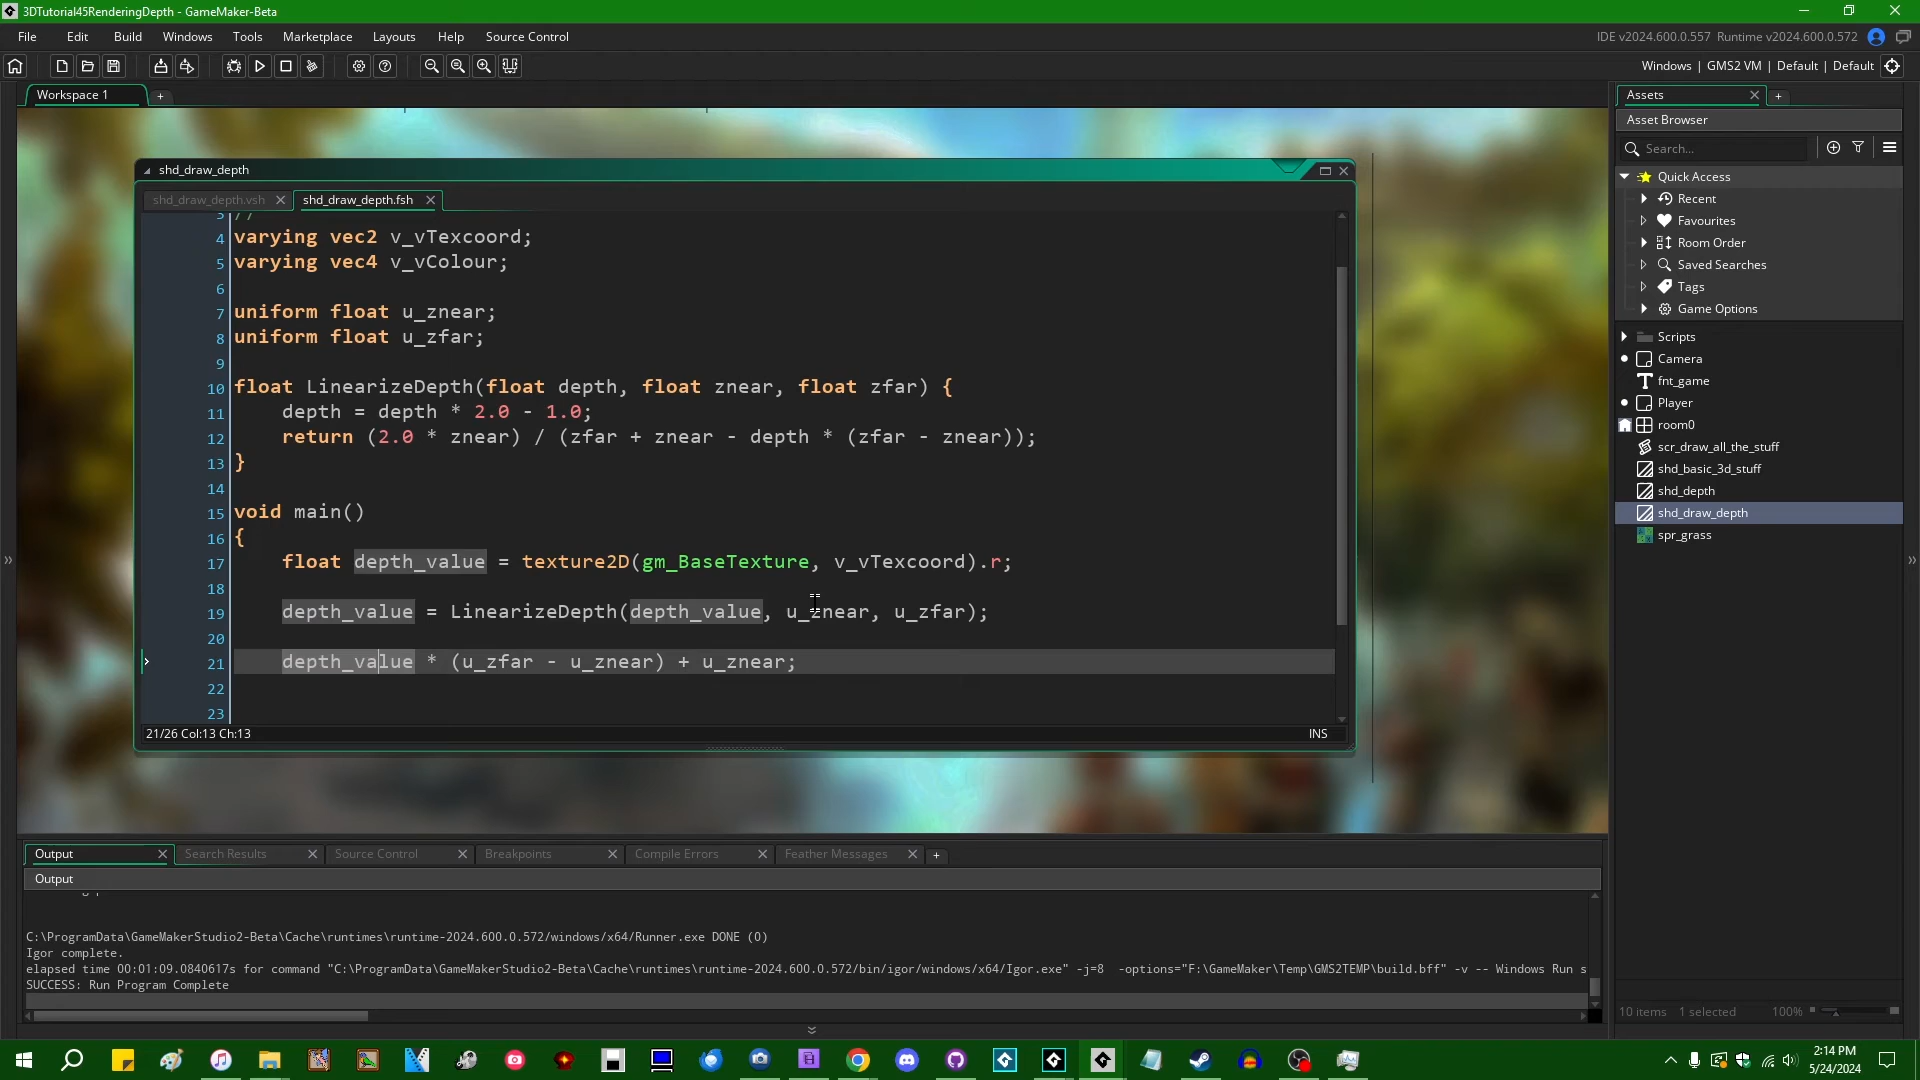 3DTutorial45RenderingDepth - GameMaker-Beta
File Edit Build Windows Tools Marketplace Layouts Help Source Control
IDE v2024.600.0.557 Runtime v2024.600.0.572
Windows | GMS2 VM | Default | Default
Workspace 1
shd_draw_depth
shd_draw_depth.vsh
shd_draw_depth.fsh
3 //
4 varying vec2 v_vTexcoord;
5 varying vec4 v_vColour;
6
7 uniform float u_znear;
8 uniform float u_zfar;
9
10 float LinearizeDepth(float depth, float znear, float zfar) {
11 depth = depth * 2.0 - 1.0;
12 return (2.0 * znear) / (zfar + znear - depth * (zfar - znear));
13 }
14
15 void main()
16 {
17 float depth_value = texture2D(gm_BaseTexture, v_vTexcoord).r;
18
19 depth_value = LinearizeDepth(depth_value, u_znear, u_zfar);
20
21 depth_value * (u_zfar - u_znear) + u_znear;
22
23
21/26 Col:13 Ch:13
INS
Assets
Asset Browser
Search...
Quick Access
Recent
Favourites
Room Order
Saved Searches
Tags
Game Options
Scripts
Camera
fnt_game
Player
room0
scr_draw_all_the_stuff
shd_basic_3d_stuff
shd_depth
shd_draw_depth
spr_grass
10 items 1 selected 100%
Output Search Results Source Control Breakpoints Compile Errors Feather Messages
Output
C:\ProgramData\GameMakerStudio2-Beta\Cache\runtimes\runtime-2024.600.0.572/windows/x64/Runner.exe DONE (0)
Igor complete.
elapsed time 00:01:09.0840617s for command "C:\ProgramData\GameMakerStudio2-Beta\Cache\runtimes\runtime-2024.600.0.572/bin/igor/windows/x64/Igor.exe" -j=8 -options="F:\GameMaker\Temp\GMS2TEMP\build.bff" -v -- Windows Run s
SUCCESS: Run Program Complete
2:14 PM
5/24/2024